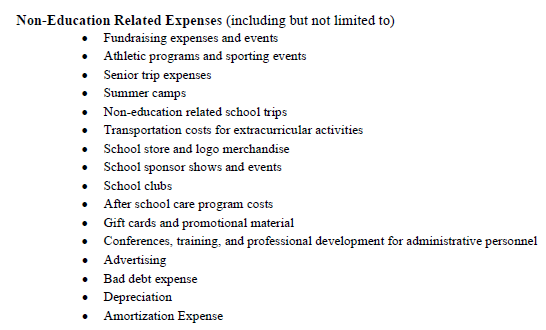 Non-Education Related Expenses (including but not limited to)
• Fundraising expenses and events
• Athletic programs and sporting events
• Senior trip expenses
• Summer camps
• Non-education related school trips
• Transportation costs for extracurricular activities
• School store and logo merchandise
• School sponsor shows and events
• School clubs
• After school care program costs
• Gift cards and promotional material
• Conferences, training, and professional development for administrative personnel
• Advertising
• Bad debt expense
• Depreciation
• Amortization Expense